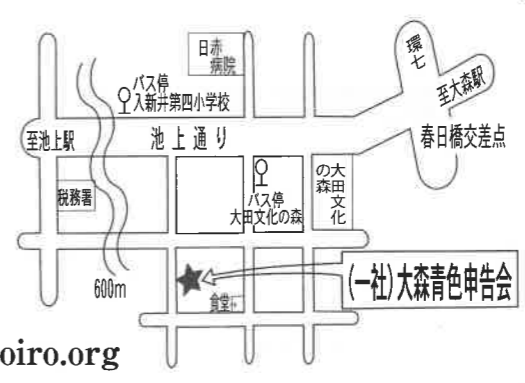 日赤
病院
環七
至大森駅
バス停
入新井第四小学校
至池上駅
池上通り
春日橋交差点
税務署
バス停
大田文化の森
大田文化
の森
600m
食堂
(一社)大森青色申告会
oiro.org